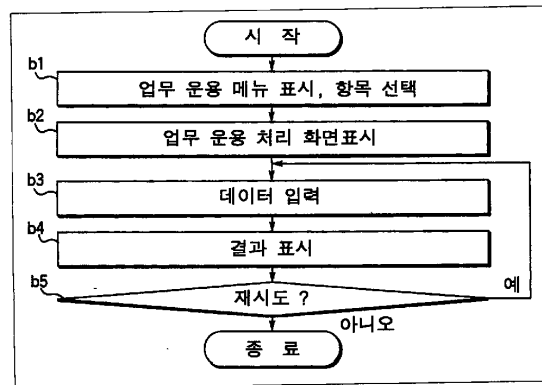 시 작
b1
업무 운용 메뉴 표시, 항목 선택
b2
업무 운용 처리 화면표시
b3
데이터 입력
b4
결과 표시
b5
재시도 ?
예
아니오
종 료